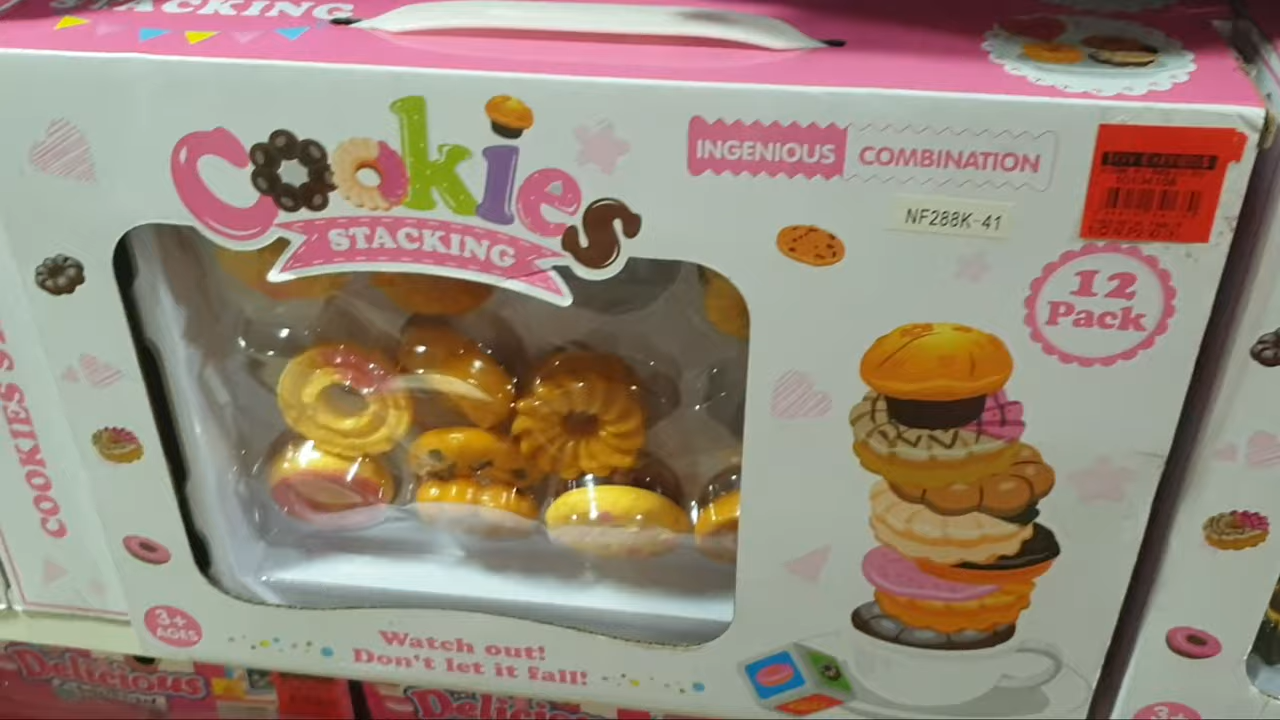 STACKING
Cookies
STACKING
INGENIOUS COMBINATION
NF288K-41
12
Pack
COOKIES
3+
AGES
Watch out!
Don't let it fall!
Delicious
Delicious
3+